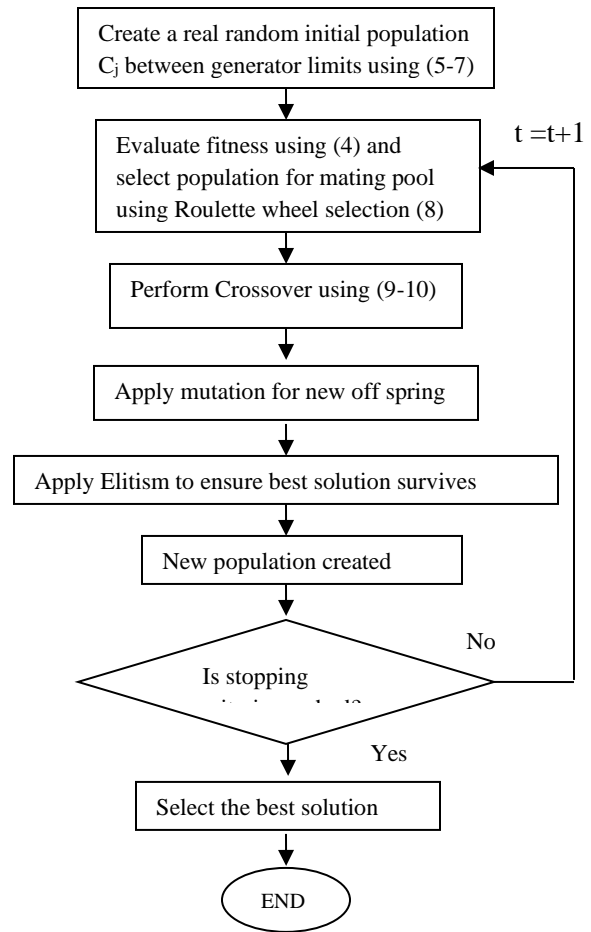 Create a real random initial population
Cj between generator limits using (5-7)
t =t+1
Evaluate fitness using (4) and
select population for mating pool
using Roulette wheel selection (8)
Perform Crossover using (9-10)
Apply mutation for new off spring
Apply Elitism to ensure best solution survives
New population created
No
Is stopping
Yes
Select the best solution
END